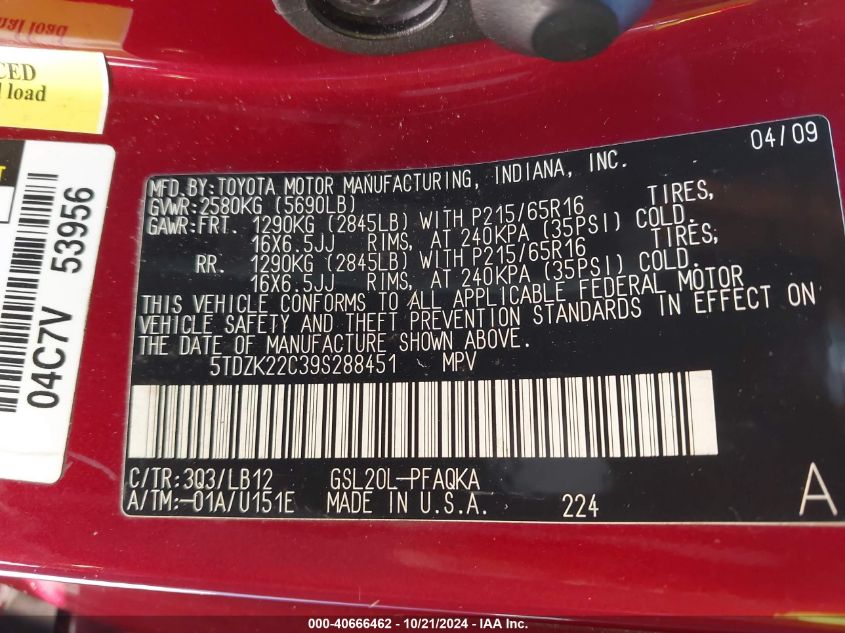 nal load
CED
l load
T
04C7V 53956
04/09
MFD.BY:TOYOTA MOTOR MANUFACTURING, INDIANA, INC.
GVWR:2580KG (5690LB)
GAWR:FRT. 1290KG (2845LB) WITH P215/65R16 TIRES,
16X6.5JJ RIMS, AT 240KPA (35PSI) COLD.
RR. 1290KG (2845LB) WITH P215/65R16 TIRES,
16X6.5JJ RIMS, AT 240KPA (35PSI) COLD.
THIS VEHICLE CONFORMS TO ALL APPLICABLE FEDERAL MOTOR
VEHICLE SAFETY AND THEFT PREVENTION STANDARDS IN EFFECT ON
THE DATE OF MANUFACTURE SHOWN ABOVE.
5TDZK22C39S288451 MPV
C/TR:3Q3/LB12 GSL20L-PFAQKA
A/TM:-01A/U151E MADE IN U.S.A. 224 A
000-40666462 - 10/21/2024 - IAA Inc.